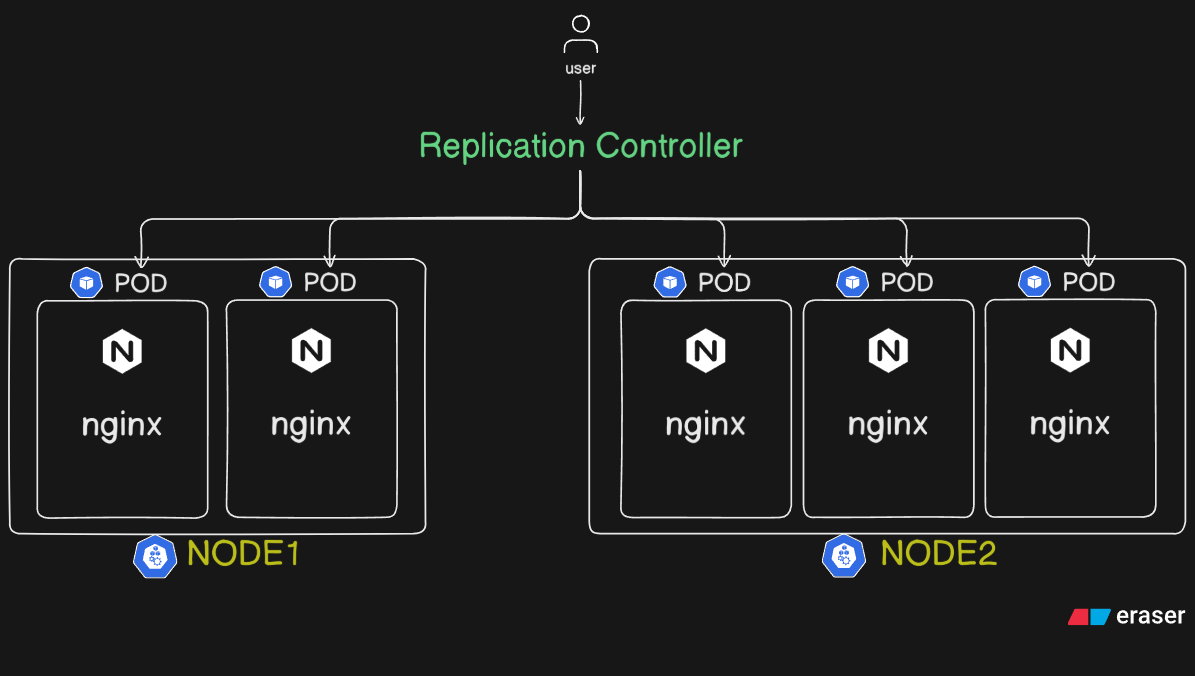 user
Replication Controller
POD
POD
POD
POD
POD
N
N
N
N
N
nginx
nginx
nginx
nginx
nginx
NODE1
NODE2
eraser